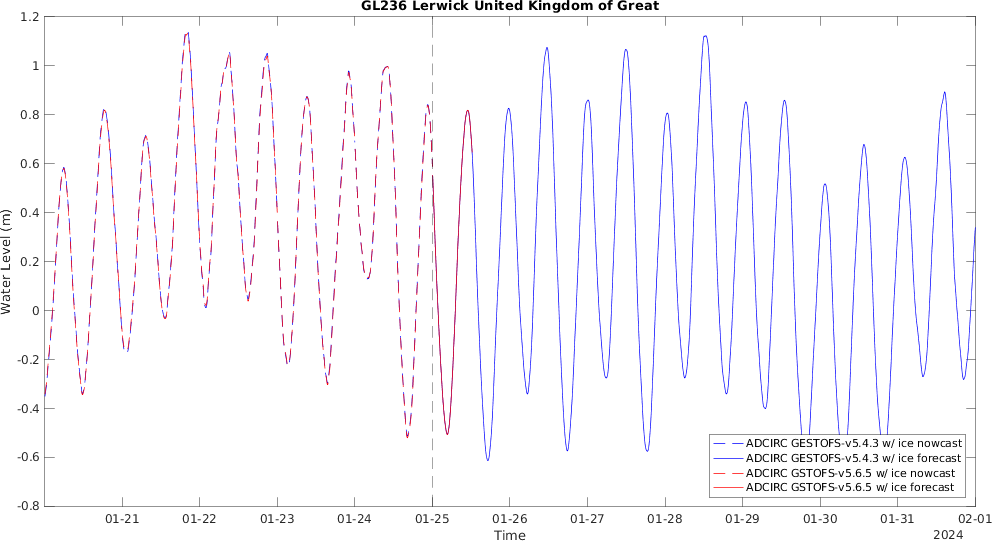 GL236 Lerwick United Kingdom of Great
1.2
1
0.8
0.6
0.4
0.2
0
-0.2
-0.4
-0.6
-0.8
Water Level (m)
ADCIRC GESTOFS-v5.4.3 w/ ice nowcast
ADCIRC GESTOFS-v5.4.3 w/ ice forecast
ADCIRC GSTOFS-v5.6.5 w/ ice nowcast
ADCIRC GSTOFS-v5.6.5 w/ ice forecast
01-21 01-22 01-23 01-24 01-25 01-26 01-27 01-28 01-29 01-30 01-31 02-01
Time
2024